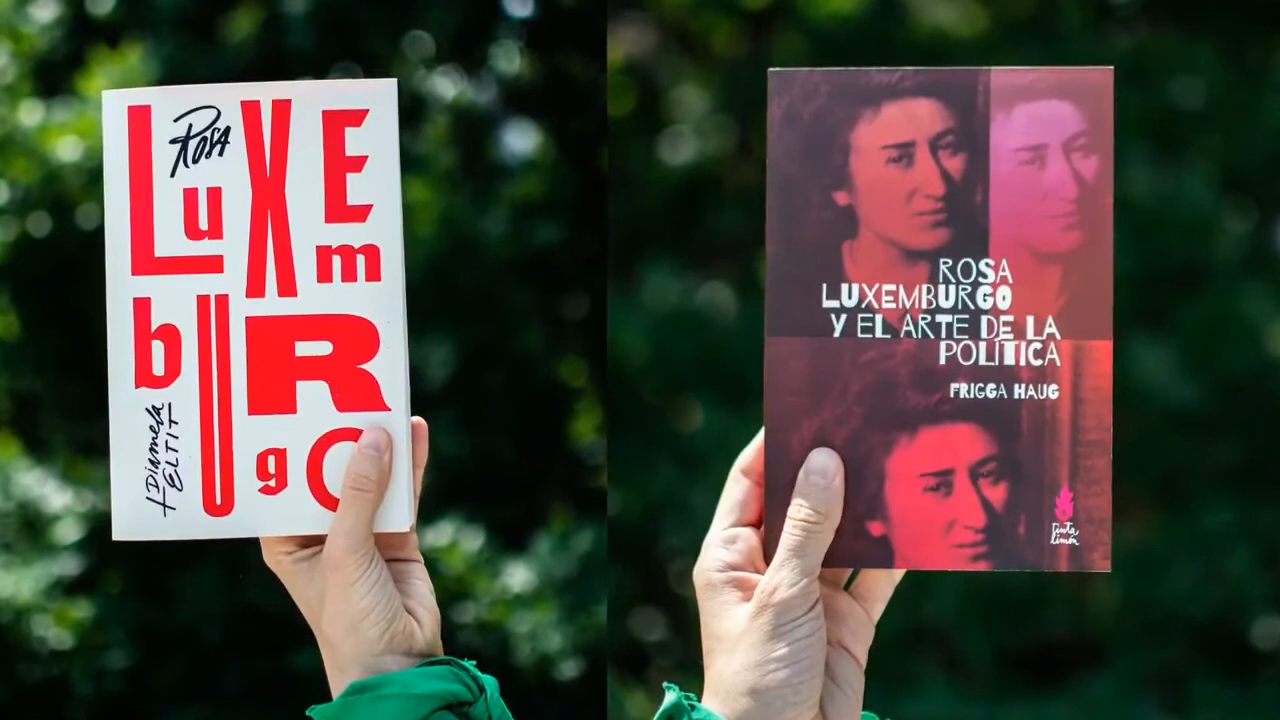 Rosa
LuXEmbURgO
+Diamela
ELTIT
ROSA
LUXEMBURGO
Y EL ARTE DE LA
POLÍTICA
FRIGGA HAUG
tinta
limón